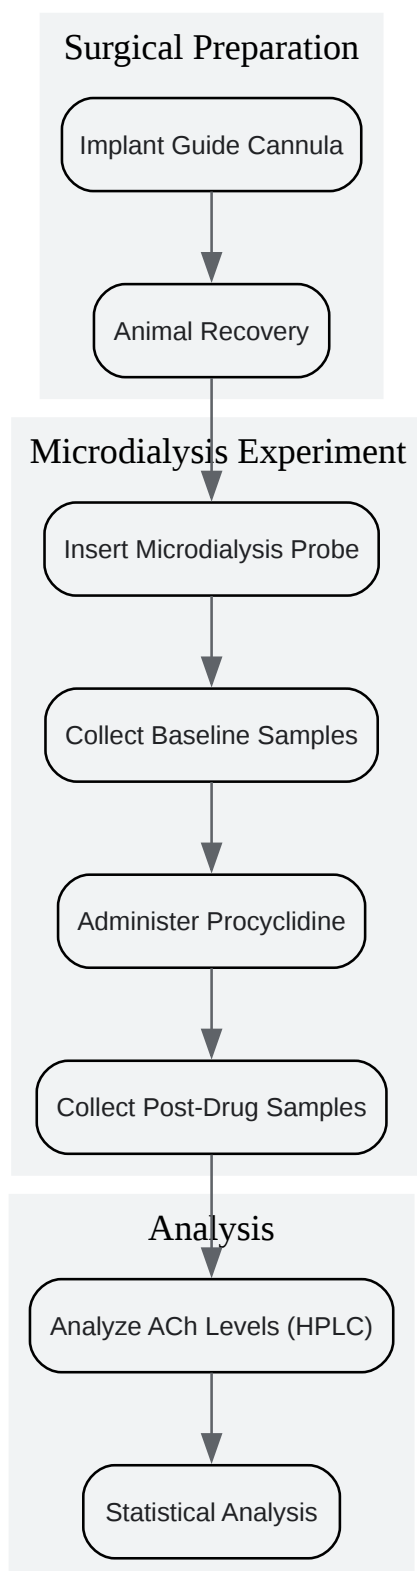 Surgical Preparation
Implant Guide Cannula
Animal Recovery
Microdialysis Experiment
Insert Microdialysis Probe
Collect Baseline Samples
Administer Procyclidine
Collect Post-Drug Samples
Analysis
Analyze ACh Levels (HPLC)
Statistical Analysis